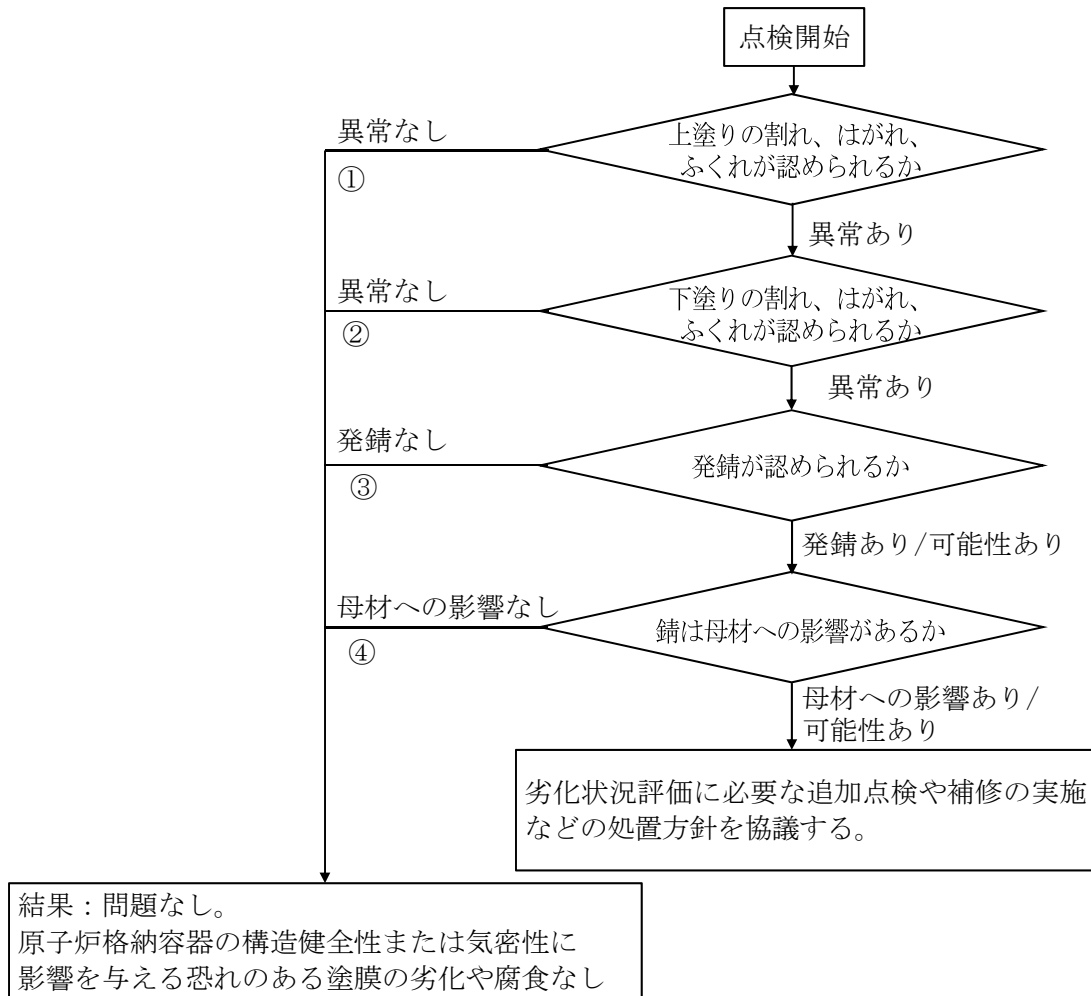 点検開始
異常なし
①
上塗りの割れ、はがれ、
ふくれが認められるか
異常あり
異常なし
②
下塗りの割れ、はがれ、
ふくれが認められるか
異常あり
発錆なし
③
発錆が認められるか
発錆あり/可能性あり
母材への影響なし
④
錆は母材への影響があるか
母材への影響あり/
可能性あり
劣化状況評価に必要な追加点検や補修の実施
などの処置方針を協議する。
結果：問題なし。
原子炉格納容器の構造健全性または気密性に
影響を与える恐れのある塗膜の劣化や腐食なし